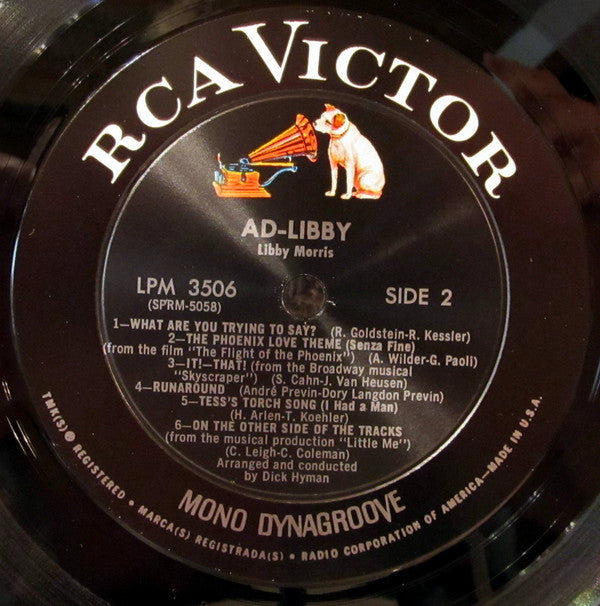 RCA VICTOR
AD-LIBBY
Libby Morris
LPM 3506
(SPRM-5058)
SIDE 2
1—WHAT ARE YOU TRYING TO SAY? (R. Goldstein-R. Kessler)
2—THE PHOENIX LOVE THEME (Senza Fine)
(from the film "The Flight of the Phoenix") (A. Wilder-G. Paoli)
3—IT!—THAT! (from the Broadway musical
"Skyscraper") (S. Cahn-J. Van Heusen)
4—RUNAROUND (André Previn-Dory Langdon Previn)
5—TESS'S TORCH SONG (I Had a Man)
(H. Arlen-T. Koehler)
6—ON THE OTHER SIDE OF THE TRACKS
(from the musical production "Little Me")
(C. Leigh-C. Coleman)
Arranged and conducted
by Dick Hyman
MONO DYNAGROOVE
TMK(S) ® REGISTERED • MARCA(S) REGISTRADA(S) • RADIO CORPORATION OF AMERICA—MADE IN U.S.A.